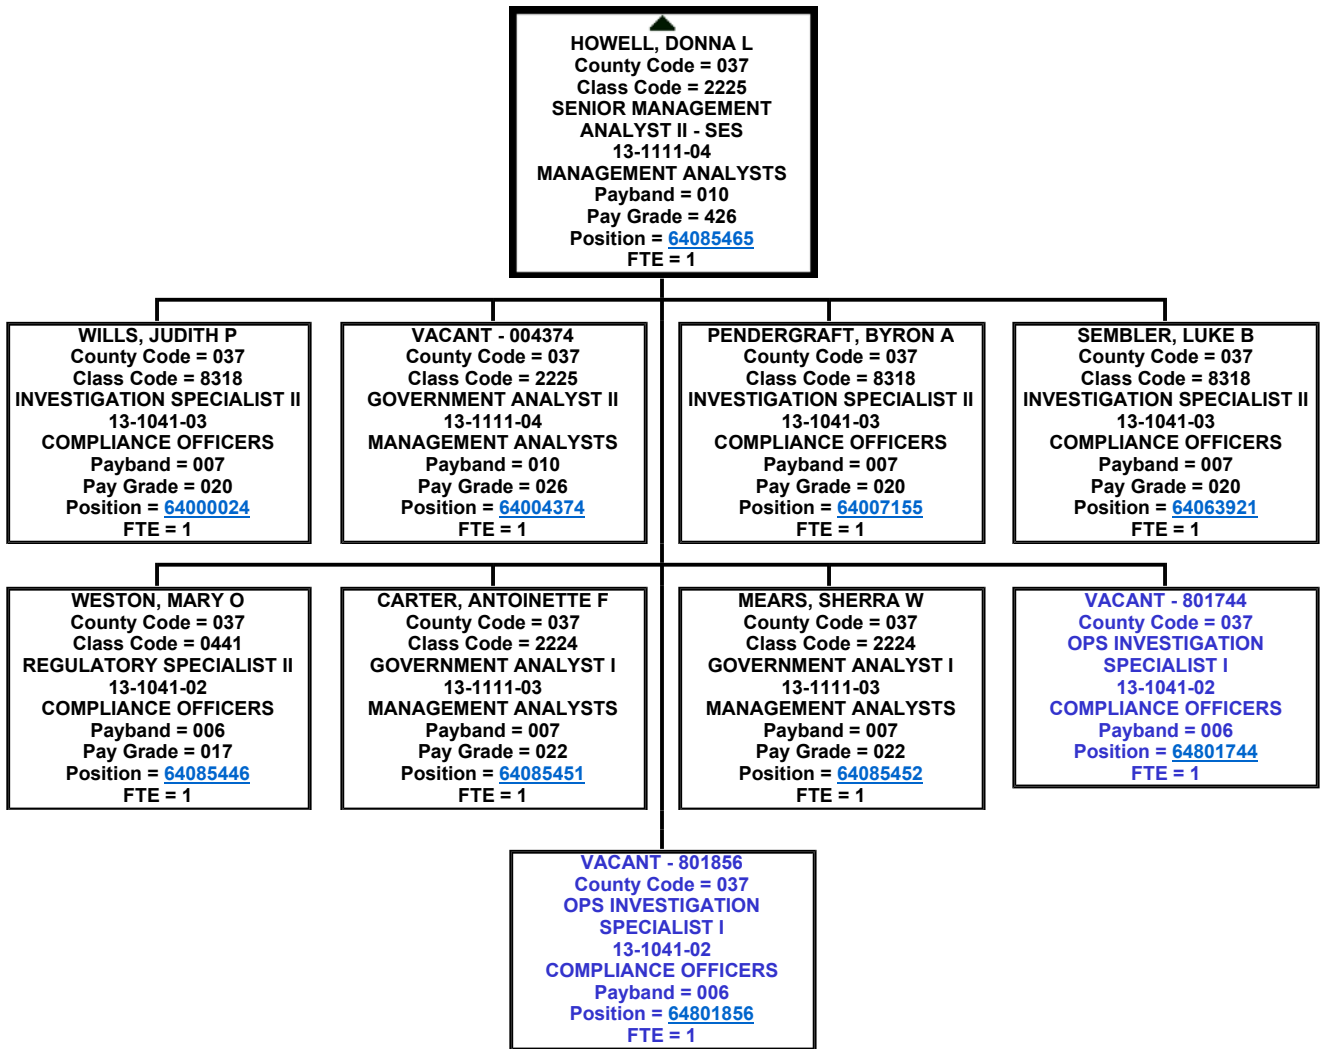 HOWELL, DONNA L
County Code = 037
Class Code = 2225
SENIOR MANAGEMENT
ANALYST II - SES
13-1111-04
MANAGEMENT ANALYSTS
Payband = 010
Pay Grade = 426
Position = 64085465
FTE = 1
WILLS, JUDITH P
County Code = 037
Class Code = 8318
INVESTIGATION SPECIALIST II
13-1041-03
COMPLIANCE OFFICERS
Payband = 007
Pay Grade = 020
Position = 64000024
FTE = 1
VACANT - 004374
County Code = 037
Class Code = 2225
GOVERNMENT ANALYST II
13-1111-04
MANAGEMENT ANALYSTS
Payband = 010
Pay Grade = 026
Position = 64004374
FTE = 1
PENDERGRAFT, BYRON A
County Code = 037
Class Code = 8318
INVESTIGATION SPECIALIST II
13-1041-03
COMPLIANCE OFFICERS
Payband = 007
Pay Grade = 020
Position = 64007155
FTE = 1
SEMBLER, LUKE B
County Code = 037
Class Code = 8318
INVESTIGATION SPECIALIST II
13-1041-03
COMPLIANCE OFFICERS
Payband = 007
Pay Grade = 020
Position = 64063921
FTE = 1
WESTON, MARY O
County Code = 037
Class Code = 0441
REGULATORY SPECIALIST II
13-1041-02
COMPLIANCE OFFICERS
Payband = 006
Pay Grade = 017
Position = 64085446
FTE = 1
CARTER, ANTOINETTE F
County Code = 037
Class Code = 2224
GOVERNMENT ANALYST I
13-1111-03
MANAGEMENT ANALYSTS
Payband = 007
Pay Grade = 022
Position = 64085451
FTE = 1
MEARS, SHERRA W
County Code = 037
Class Code = 2224
GOVERNMENT ANALYST I
13-1111-03
MANAGEMENT ANALYSTS
Payband = 007
Pay Grade = 022
Position = 64085452
FTE = 1
VACANT - 801744
County Code = 037
OPS INVESTIGATION
SPECIALIST I
13-1041-02
COMPLIANCE OFFICERS
Payband = 006
Position = 64801744
FTE = 1
VACANT - 801856
County Code = 037
OPS INVESTIGATION
SPECIALIST I
13-1041-02
COMPLIANCE OFFICERS
Payband = 006
Position = 64801856
FTE = 1